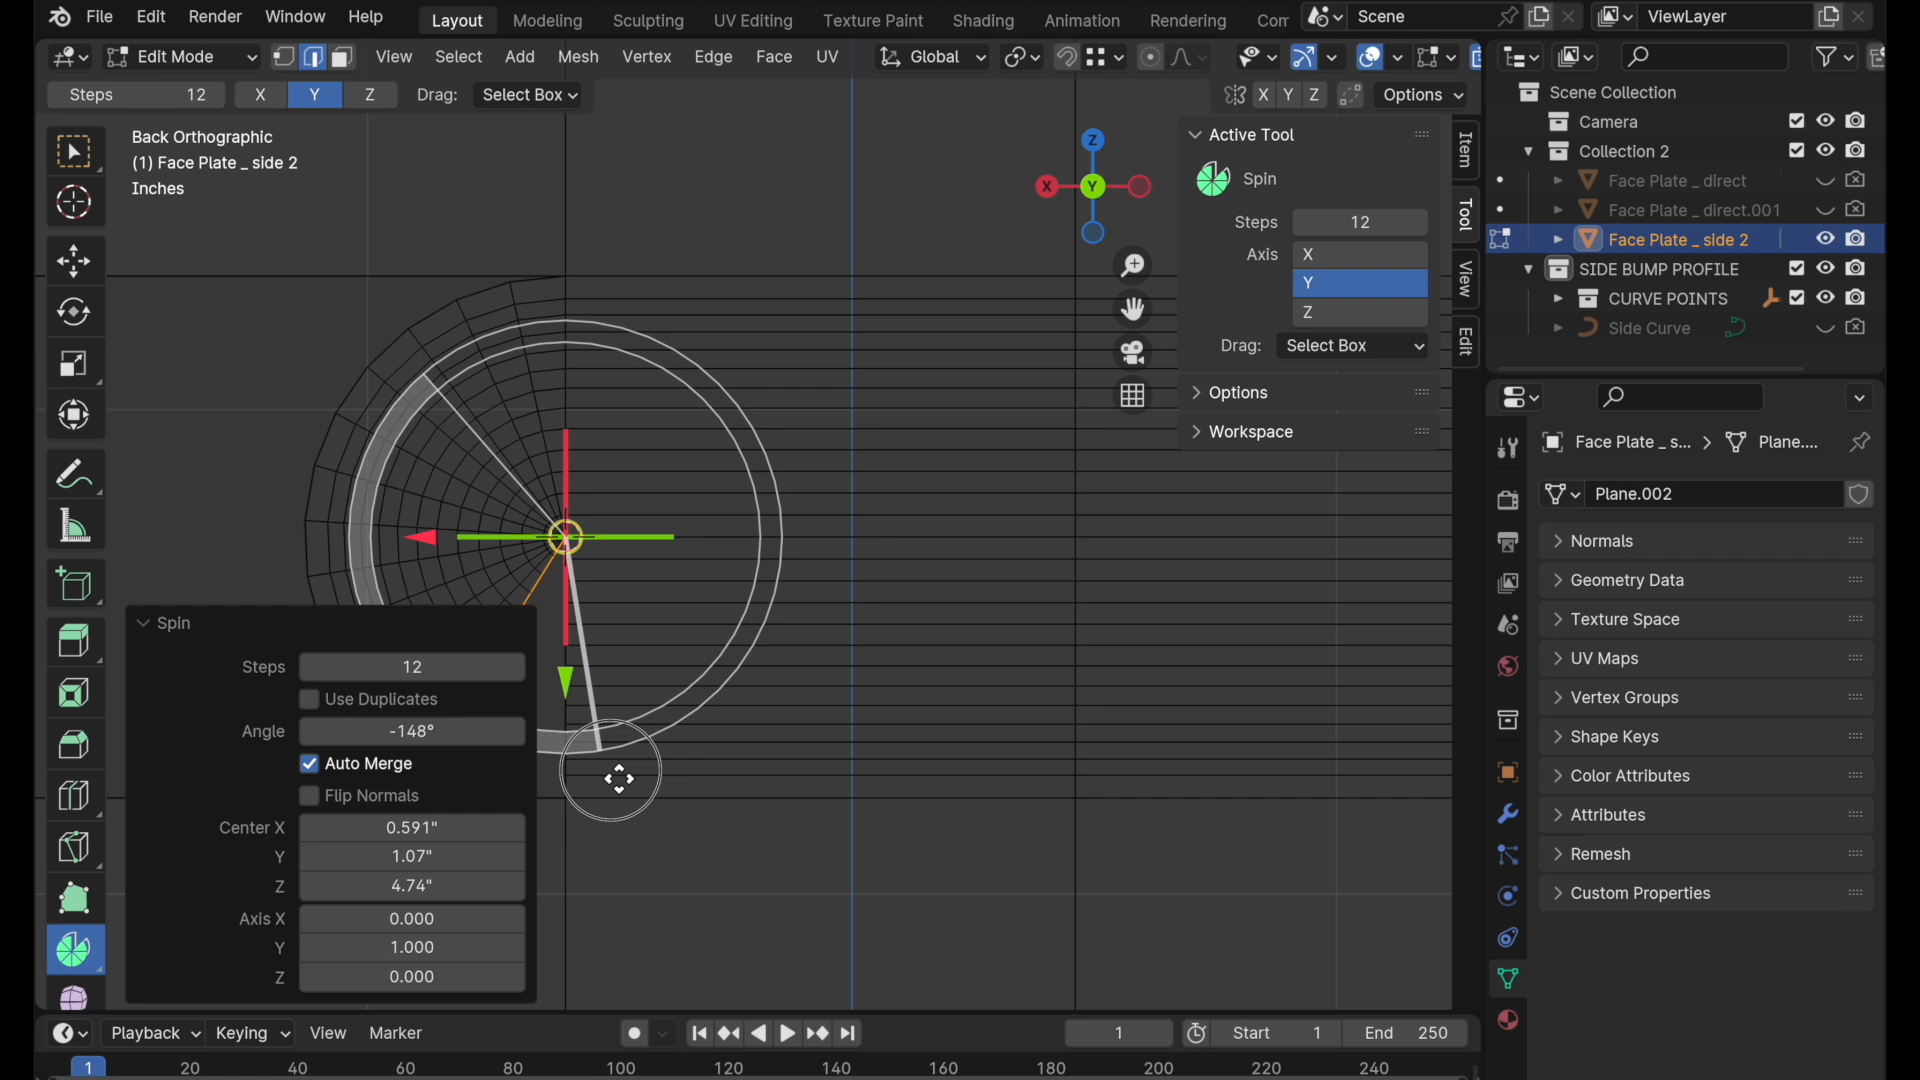 File Edit Render Window Help Layout Modeling Sculpting UV Editing Texture Paint Shading Animation Rendering Scene ViewLayer
Edit Mode View Select Add Mesh Vertex Edge Face UV Global
Steps 12 X Y Z Drag: Select Box X Y Z Options
Back Orthographic
(1) Face Plate _ side 2
Inches
Z
X
Y
Active Tool
Spin
Steps 12
Axis X
Y
Z
Drag: Select Box
Options
Workspace
Item
Tool
View
Edit
Scene Collection
Camera
Collection 2
Face Plate _ direct
Face Plate _ direct.001
Face Plate _ side 2
SIDE BUMP PROFILE
CURVE POINTS
Side Curve
Face Plate _ s... Plane....
Plane.002
Normals
Geometry Data
Texture Space
UV Maps
Vertex Groups
Shape Keys
Color Attributes
Attributes
Remesh
Custom Properties
Spin
Steps 12
Use Duplicates
Angle -148°
Auto Merge
Flip Normals
Center X 0.591"
Y 1.07"
Z 4.74"
Axis X 0.000
Y 1.000
Z 0.000
Playback Keying View Marker 1 Start 1 End 250
1 20 40 60 80 100 120 140 160 180 200 220 240